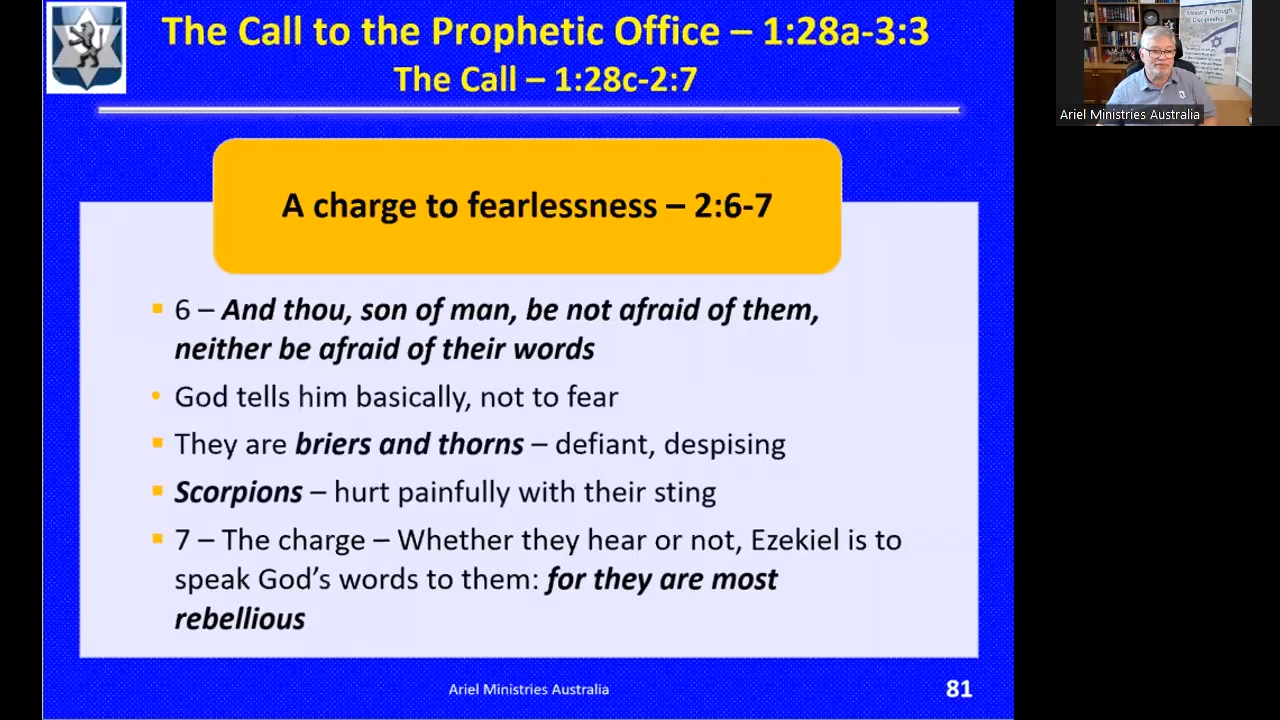 The Call to the Prophetic Office – 1:28a-3:3
The Call – 1:28c-2:7
A charge to fearlessness – 2:6-7
6 – And thou, son of man, be not afraid of them,
neither be afraid of their words
God tells him basically, not to fear
They are briers and thorns – defiant, despising
Scorpions – hurt painfully with their sting
7 – The charge – Whether they hear or not, Ezekiel is to
speak God's words to them: for they are most
rebellious
Ariel Ministries Australia
81
Ministry Through
Discipleship
Ariel Ministries Australia